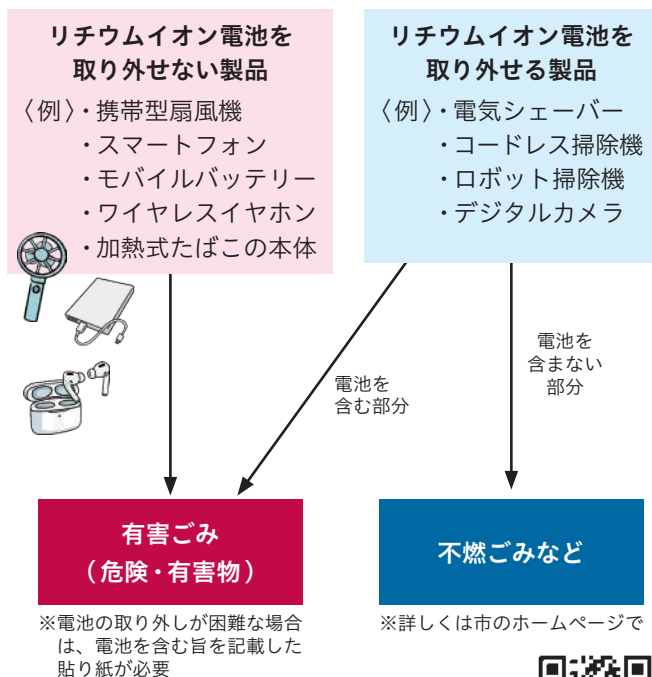 リチウムイオン電池を
取り外せない製品
〈例〉・携帯型扇風機
・スマートフォン
・モバイルバッテリー
・ワイヤレスイヤホン
・加熱式たばこの本体
リチウムイオン電池を
取り外せる製品
〈例〉・電気シェーバー
・コードレス掃除機
・ロボット掃除機
・デジタルカメラ
電池を
含む部分
電池を
含まない
部分
有害ごみ
(危険・有害物)
※電池の取り外しが困難な場合
は、電池を含む旨を記載した
貼り紙が必要
不燃ごみなど
※詳しくは市のホームページで